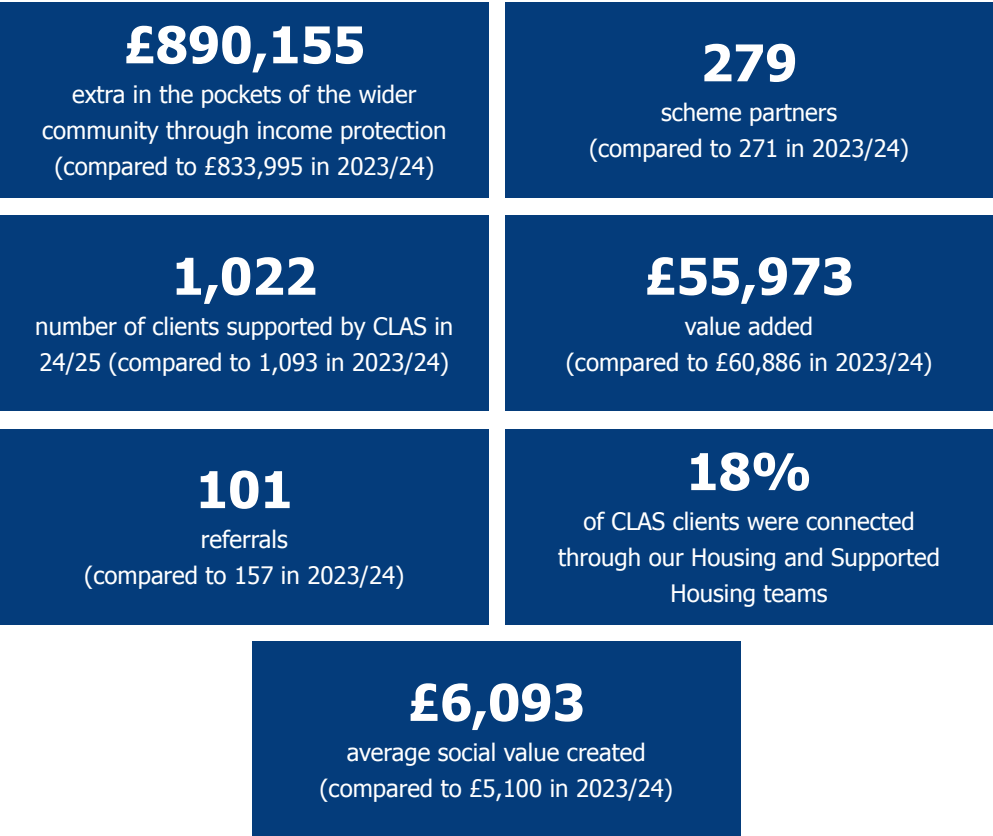 £890,155
extra in the pockets of the wider
community through income protection
(compared to £833,995 in 2023/24)
279
scheme partners
(compared to 271 in 2023/24)
1,022
number of clients supported by CLAS in
24/25 (compared to 1,093 in 2023/24)
£55,973
value added
(compared to £60,886 in 2023/24)
101
referrals
(compared to 157 in 2023/24)
18%
of CLAS clients were connected
through our Housing and Supported
Housing teams
£6,093
average social value created
(compared to £5,100 in 2023/24)